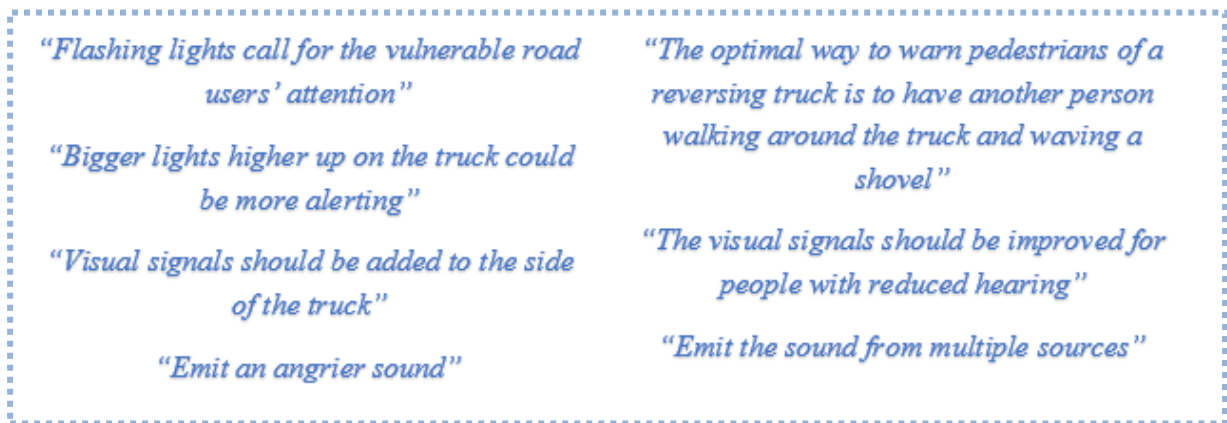 “Flashing lights call for the vulnerable road
users’ attention”
“Bigger lights higher up on the truck could
be more alerting”
“Visual signals should be added to the side
of the truck”
“Emit an angrier sound”
“The optimal way to warn pedestrians of a
reversing truck is to have another person
walking around the truck and waving a
shovel”
“The visual signals should be improved for
people with reduced hearing”
“Emit the sound from multiple sources”